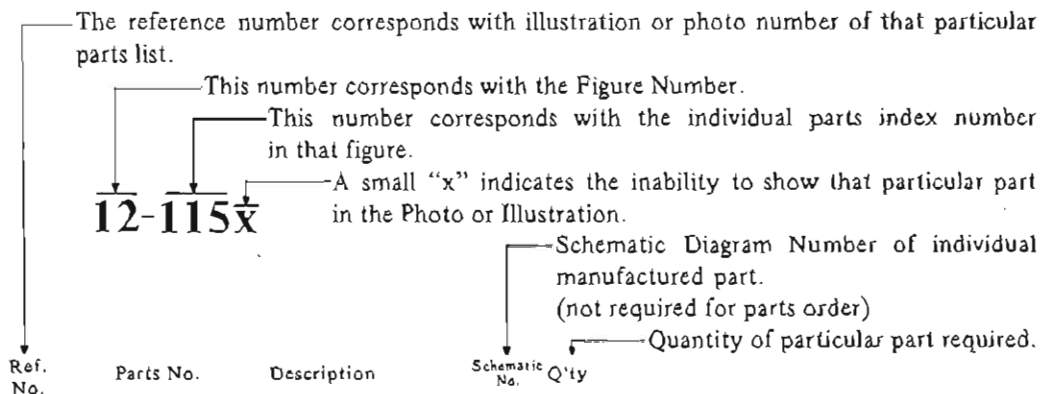 The reference number corresponds with illustration or photo number of that particular
parts list.
This number corresponds with the Figure Number.
This number corresponds with the individual parts index number
in that figure.
A small “x” indicates the inability to show that particular part
in the Photo or Illustration.
12-115x
Schematic Diagram Number of individual
manufactured part.
(not required for parts order)
Quantity of particular part required.
Ref. No. Parts No. Description Schematic No. Q'ty